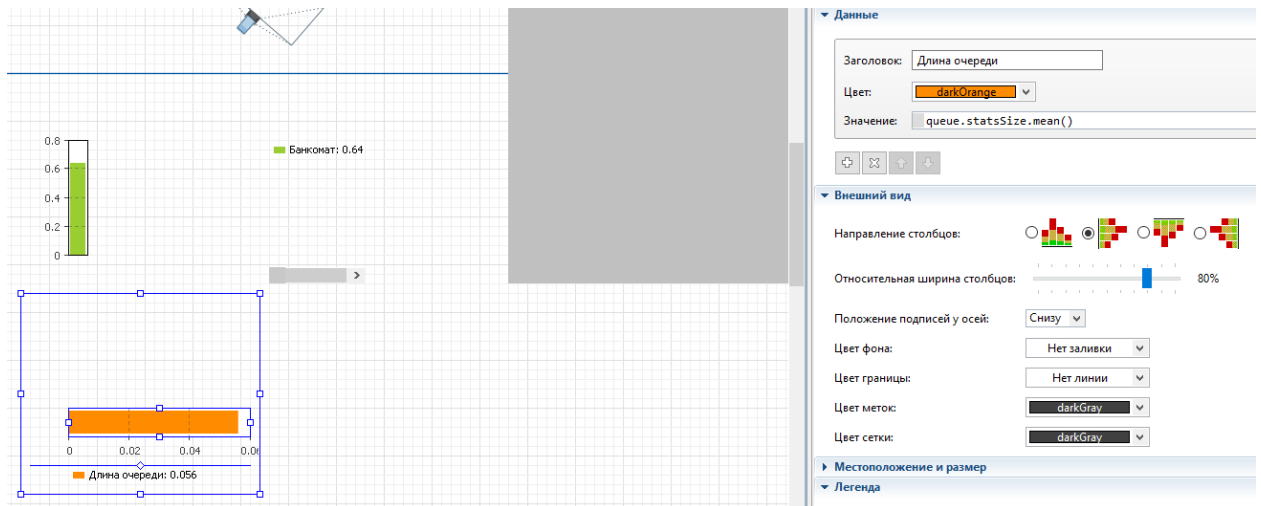 0.8
0.6
0.4
0.2
0
Банкомат: 0.64
0
0.02
0.04
0.06
Длина очереди: 0.056
Данные
Заголовок: Длина очереди
Цвет: darkOrange
Значение: queue.statsSize.mean()
Внешний вид
Направление столбцов:
Относительная ширина столбцов: 80%
Положение подписей у осей: Снизу
Цвет фона: Нет заливки
Цвет границы: Нет линии
Цвет меток: darkGray
Цвет сетки: darkGray
Местоположение и размер
Легенда